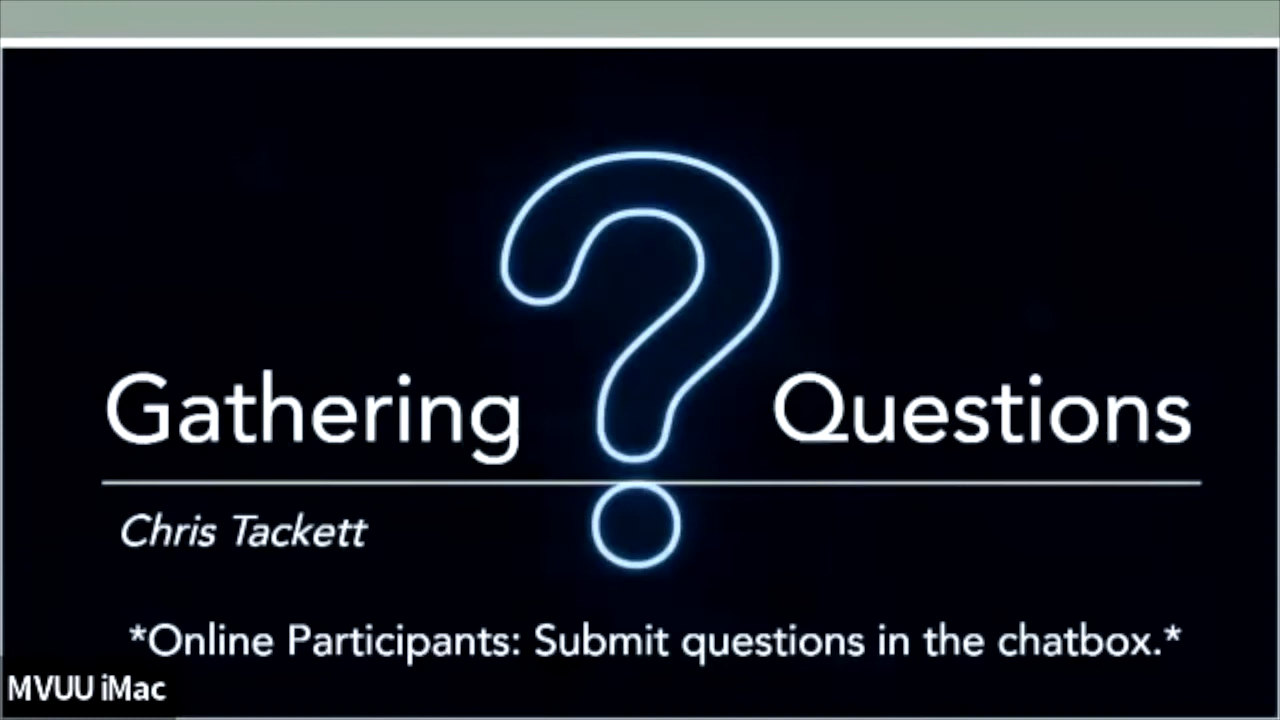 Gathering Questions
Chris Tackett
*Online Participants: Submit questions in the chatbox.*
MVUU iMac